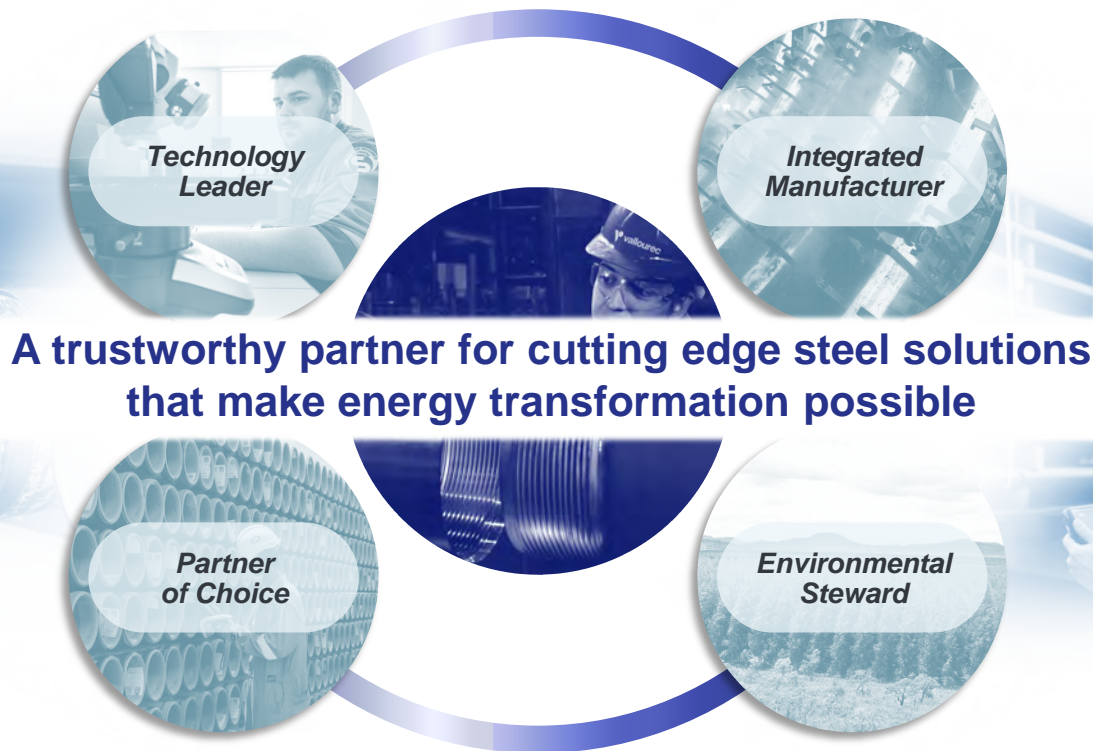 Technology
Leader
Integrated
Manufacturer
vallourec
A trustworthy partner for cutting edge steel solutions
that make energy transformation possible
Partner
of Choice
Environmental
Steward